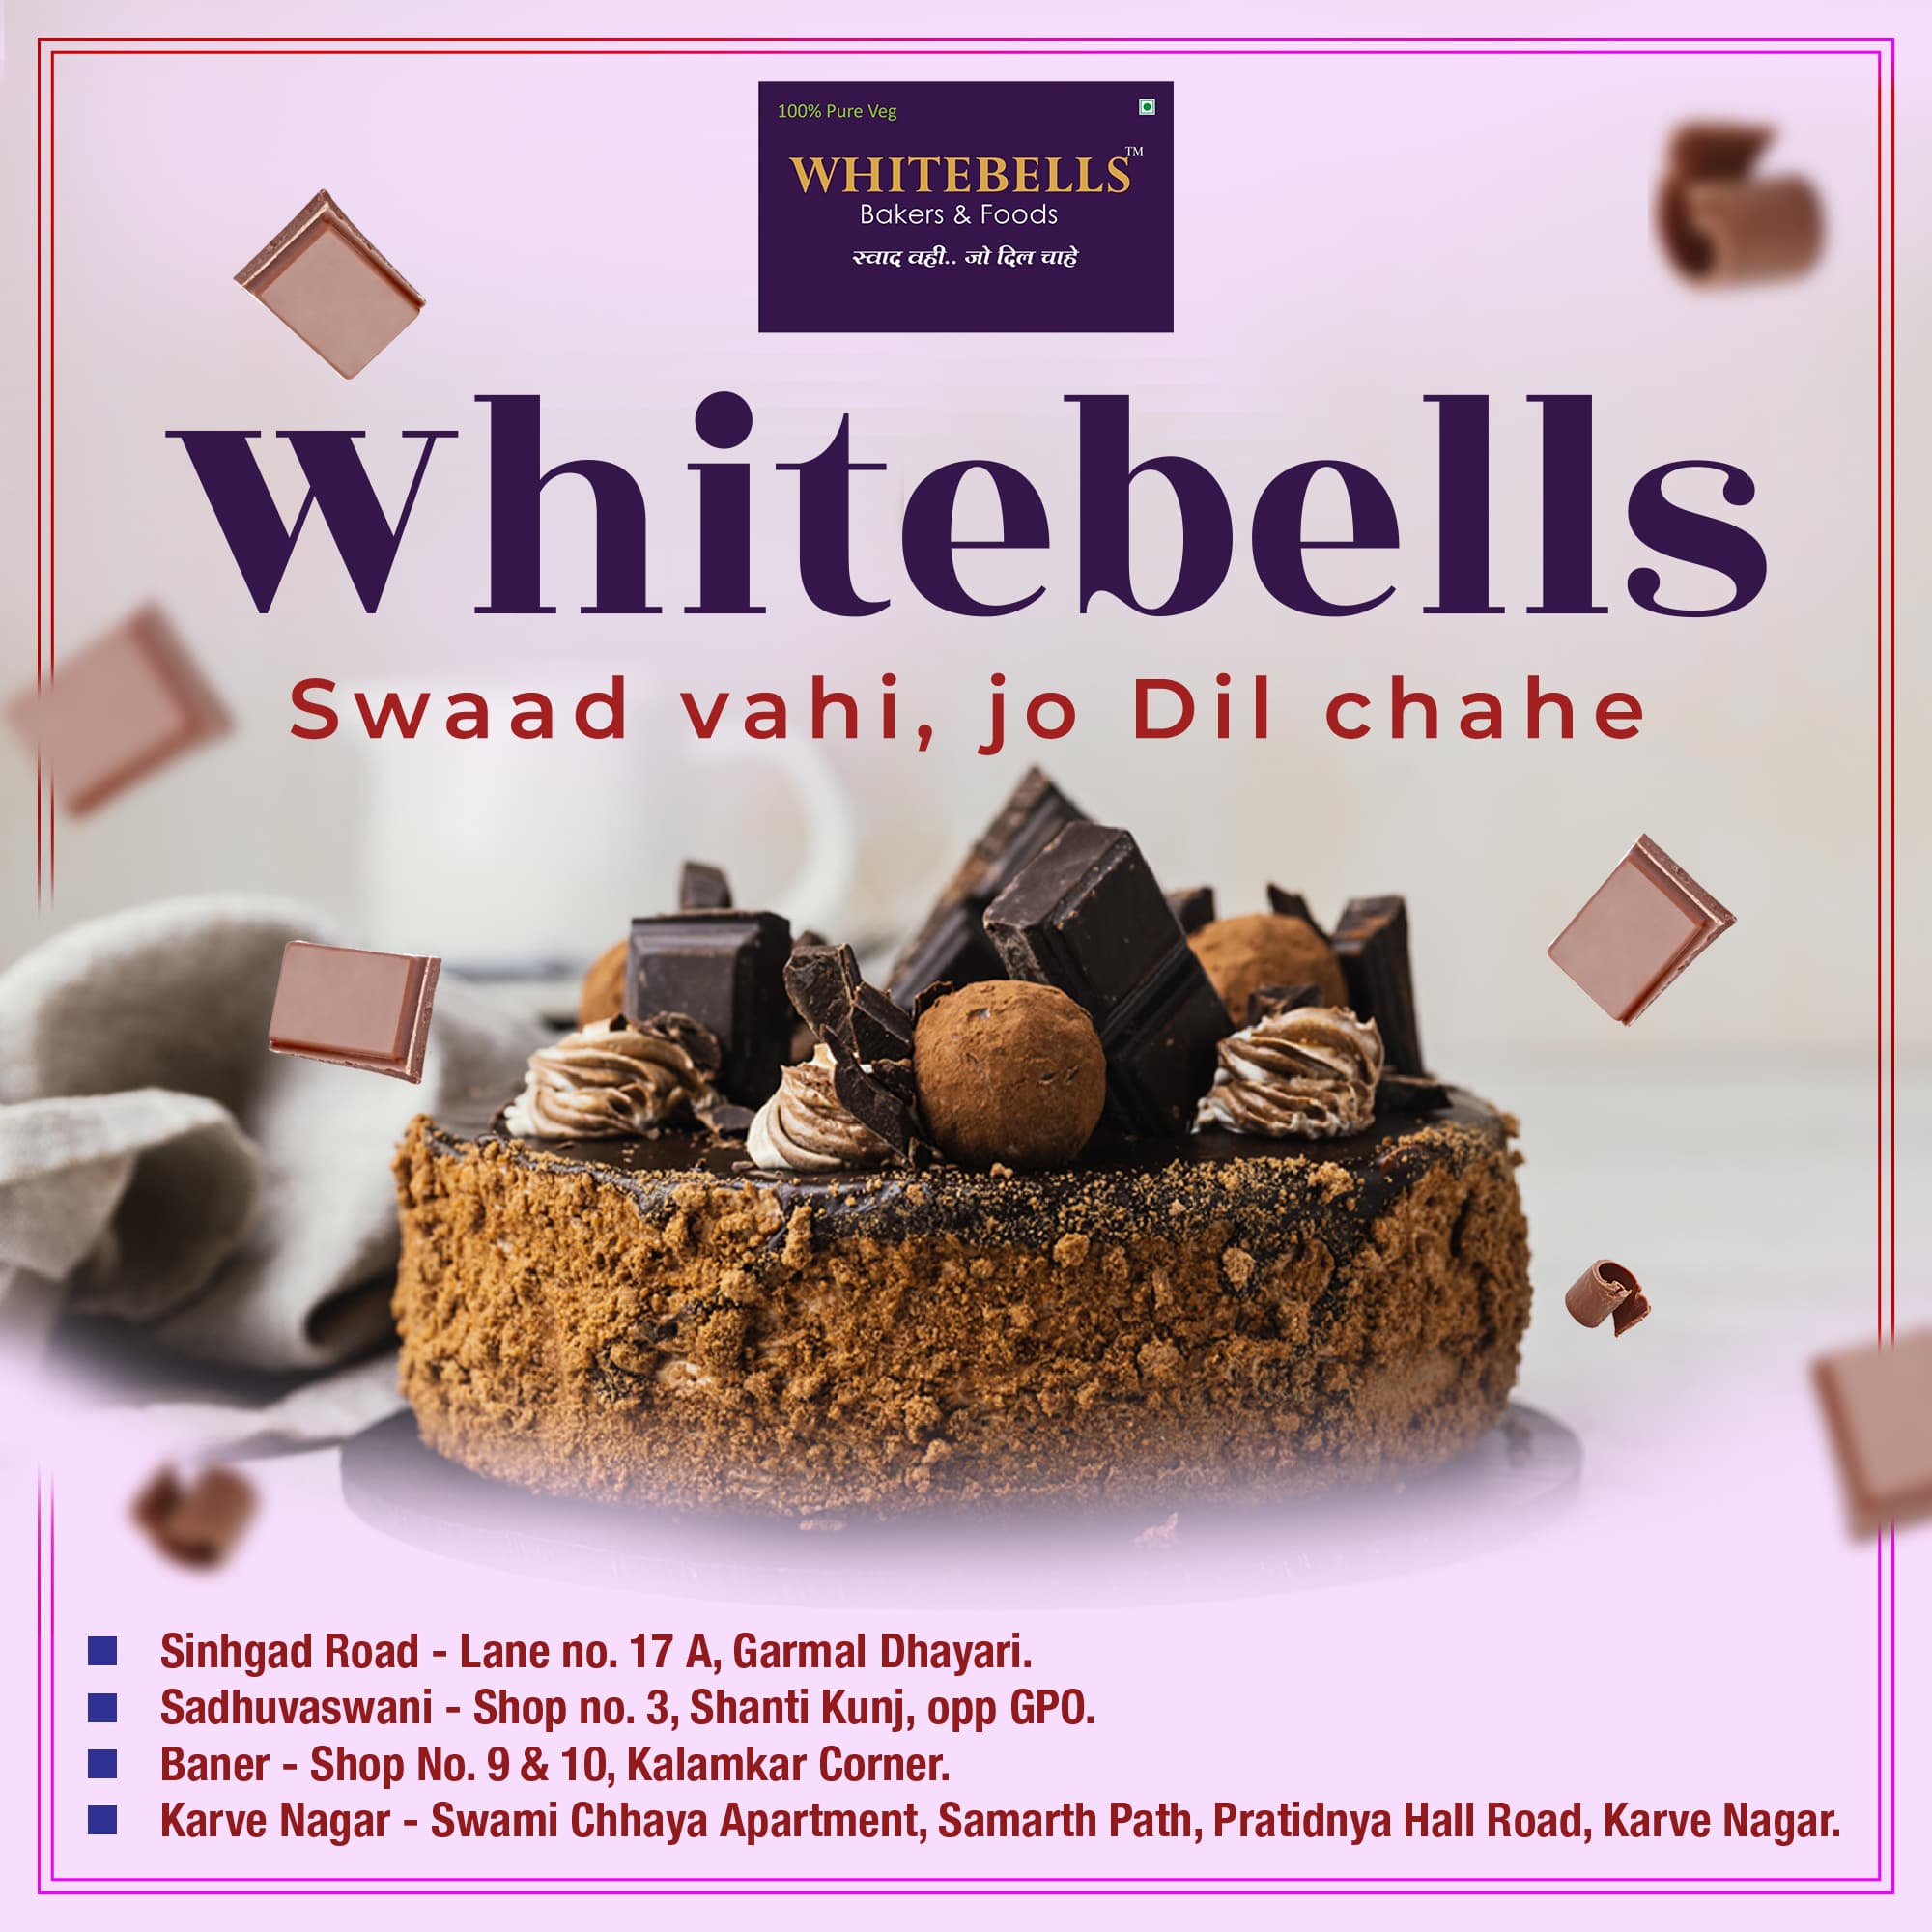 100% Pure Veg
WHITEBELLS™
Bakers & Foods
स्वाद वही.. जो दिल चाहे
Whitebells
Swaad vahi, jo Dil chahe
Sinhgad Road - Lane no. 17 A, Garmal Dhayari.
Sadhuvaswani - Shop no. 3, Shanti Kunj, opp GPO.
Baner - Shop No. 9 & 10, Kalamkar Corner.
Karve Nagar - Swami Chhaya Apartment, Samarth Path, Pratidnya Hall Road, Karve Nagar.